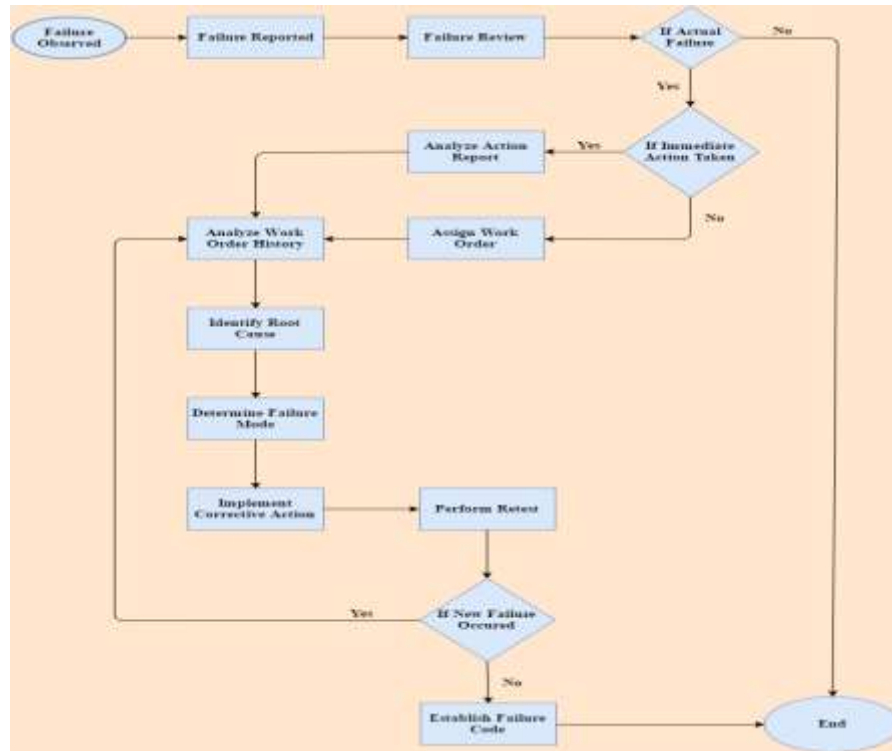 Failure
Observed
Failure Reported
Failure Review
If Actual
Failure
No
Yes
Analyze Action
Report
Yes
If Immediate
Action Taken
No
Analyze Work
Order History
Assign Work
Order
Identify Root
Cause
Determine Failure
Mode
Implement
Corrective Action
Perform Retest
Yes
If New Failure
Occured
No
Establish Failure
Code
End